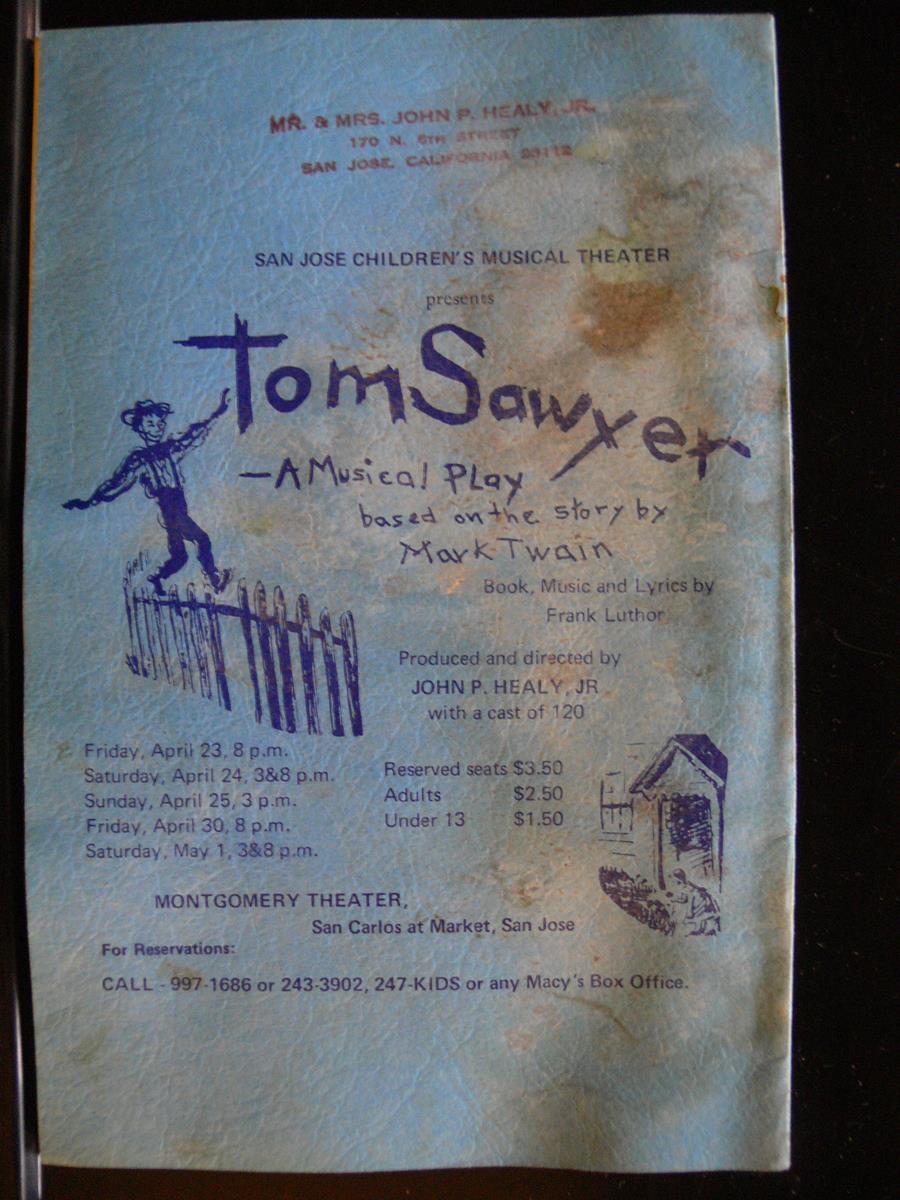 MR. & MRS. JOHN P. HEALY, JR.
170 N. 6TH STREET
SAN JOSE, CALIFORNIA 95112
SAN JOSE CHILDREN'S MUSICAL THEATER
presents
Tom Sawyer
—A Musical Play
based on the story by
Mark Twain
Book, Music and Lyrics by
Frank Luthor
Produced and directed by
JOHN P. HEALY, JR
with a cast of 120
Friday, April 23, 8 p.m.
Saturday, April 24, 3&8 p.m.
Sunday, April 25, 3 p.m.
Friday, April 30, 8 p.m.
Saturday, May 1, 3&8 p.m.
Reserved seats $3.50
Adults $2.50
Under 13 $1.50
MONTGOMERY THEATER,
San Carlos at Market, San Jose
For Reservations:
CALL - 997-1686 or 243-3902, 247-KIDS or any Macy's Box Office.